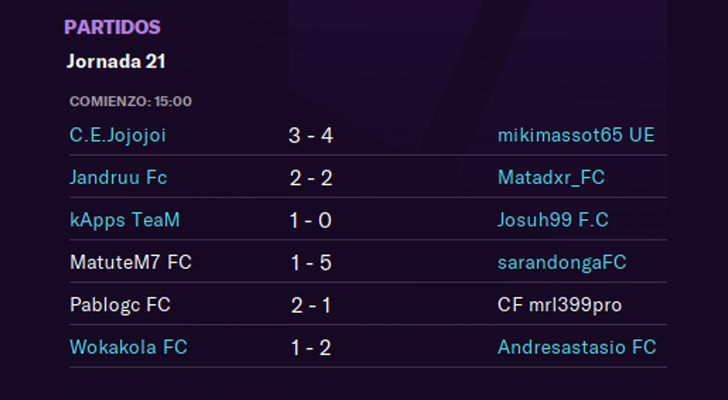 PARTIDOS
Jornada 21
COMIENZO: 15:00
C.E.Jojojoi 3 - 4 mikimassot65 UE
Jandruu Fc 2 - 2 Matadxr_FC
kApps TeaM 1 - 0 Josuh99 F.C
MatuteM7 FC 1 - 5 sarandongaFC
Pablogc FC 2 - 1 CF mrl399pro
Wokakola FC 1 - 2 Andresastasio FC